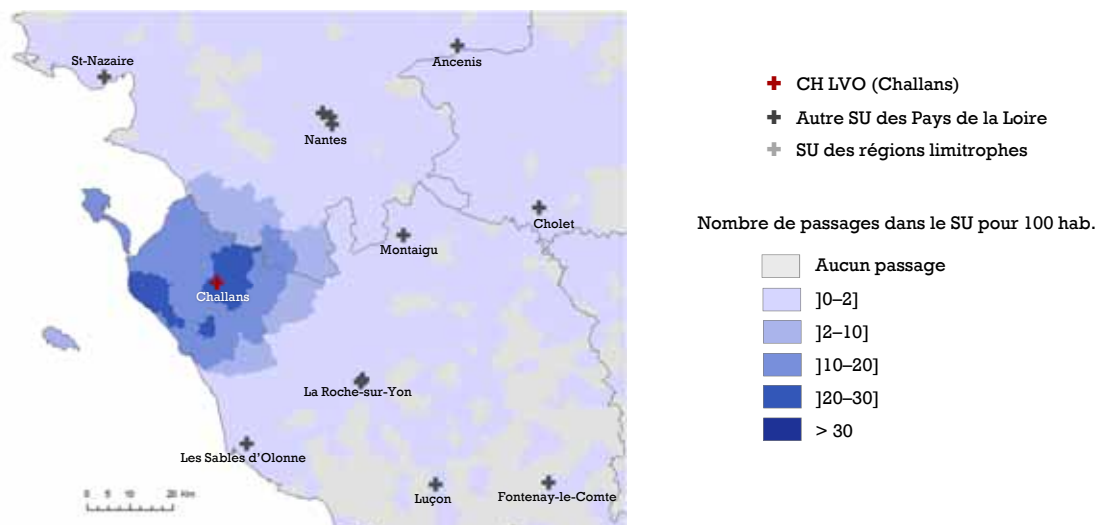 St-Nazaire
Ancenis
Nantes
Cholet
Montaigu
Challans
La Roche-sur-Yon
Les Sables d'Olonne
Luçon
Fontenay-le-Comte
0 5 10 20 Km
CH LVO (Challans)
Autre SU des Pays de la Loire
SU des régions limitrophes
Nombre de passages dans le SU pour 100 hab.
Aucun passage
]0–2]
]2–10]
]10–20]
]20–30]
> 30